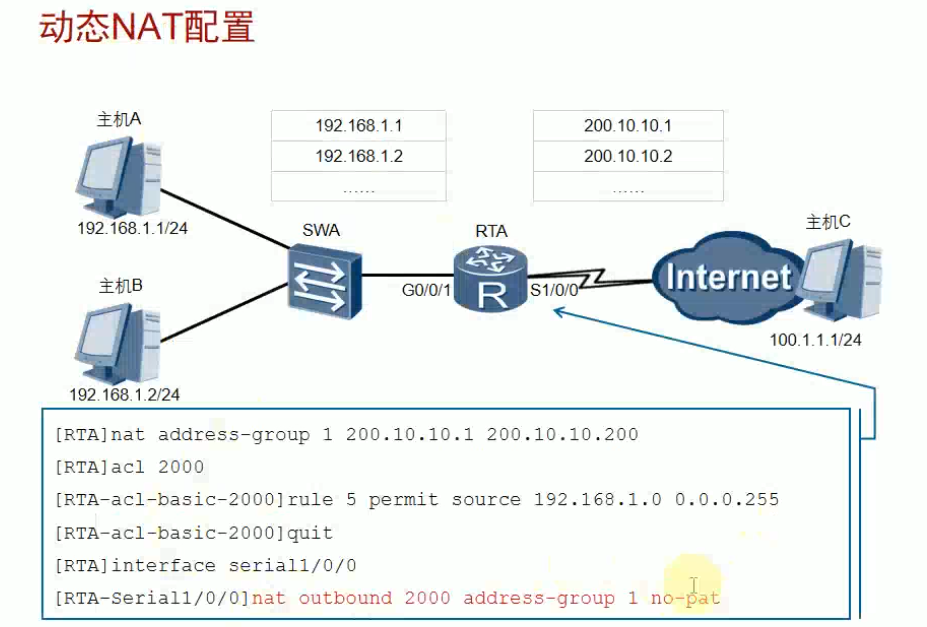 动态NAT配置
主机A
192.168.1.1
200.10.10.1
192.168.1.2
200.10.10.2
......
......
192.168.1.1/24
SWA
RTA
主机C
主机B
G0/0/1
R
S1/0/0
Internet
100.1.1.1/24
192.168.1.2/24
[RTA]nat address-group 1 200.10.10.1 200.10.10.200
[RTA]acl 2000
[RTA-acl-basic-2000]rule 5 permit source 192.168.1.0 0.0.0.255
[RTA-acl-basic-2000]quit
[RTA]interface serial1/0/0
[RTA-Serial1/0/0]nat outbound 2000 address-group 1 no-pat